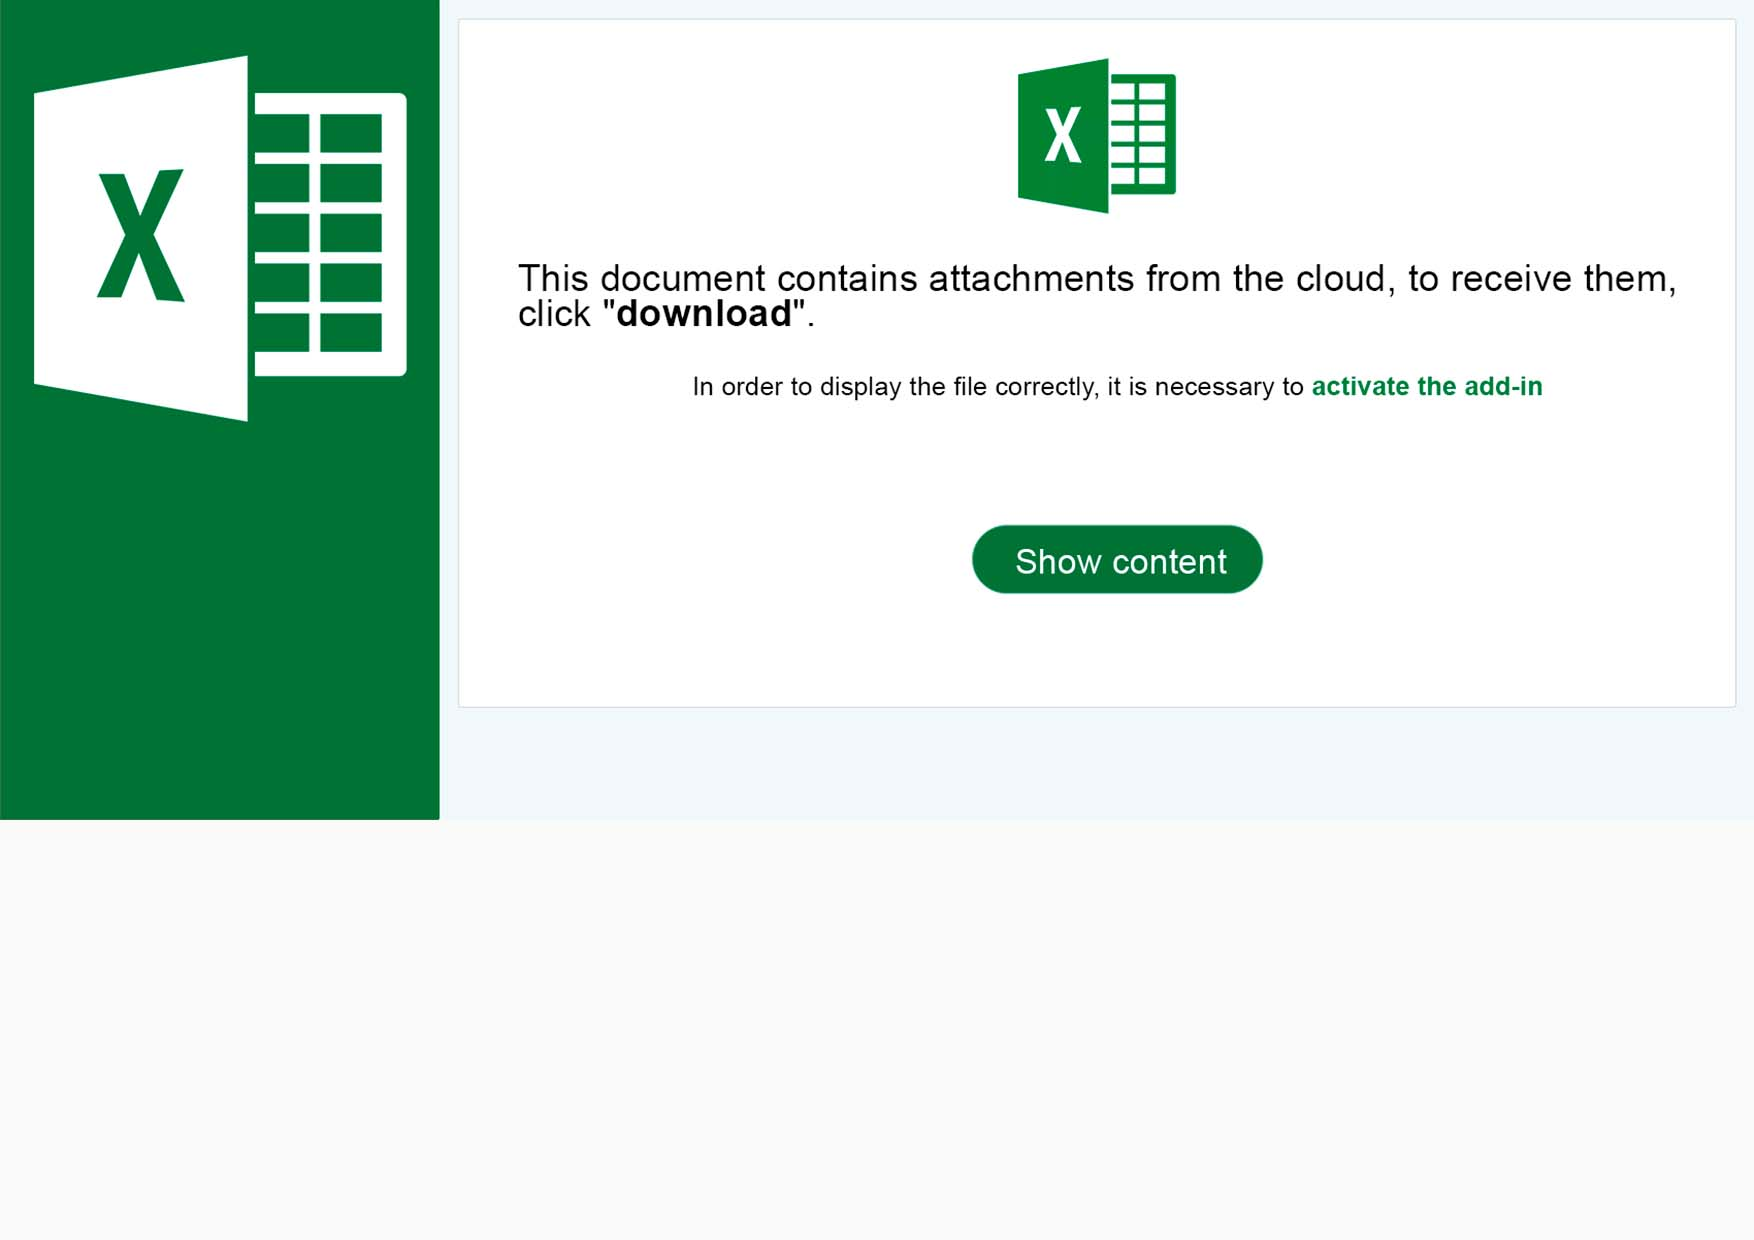 X
X
This document contains attachments from the cloud, to receive them,
click "download".
In order to display the file correctly, it is necessary to activate the add-in
Show content